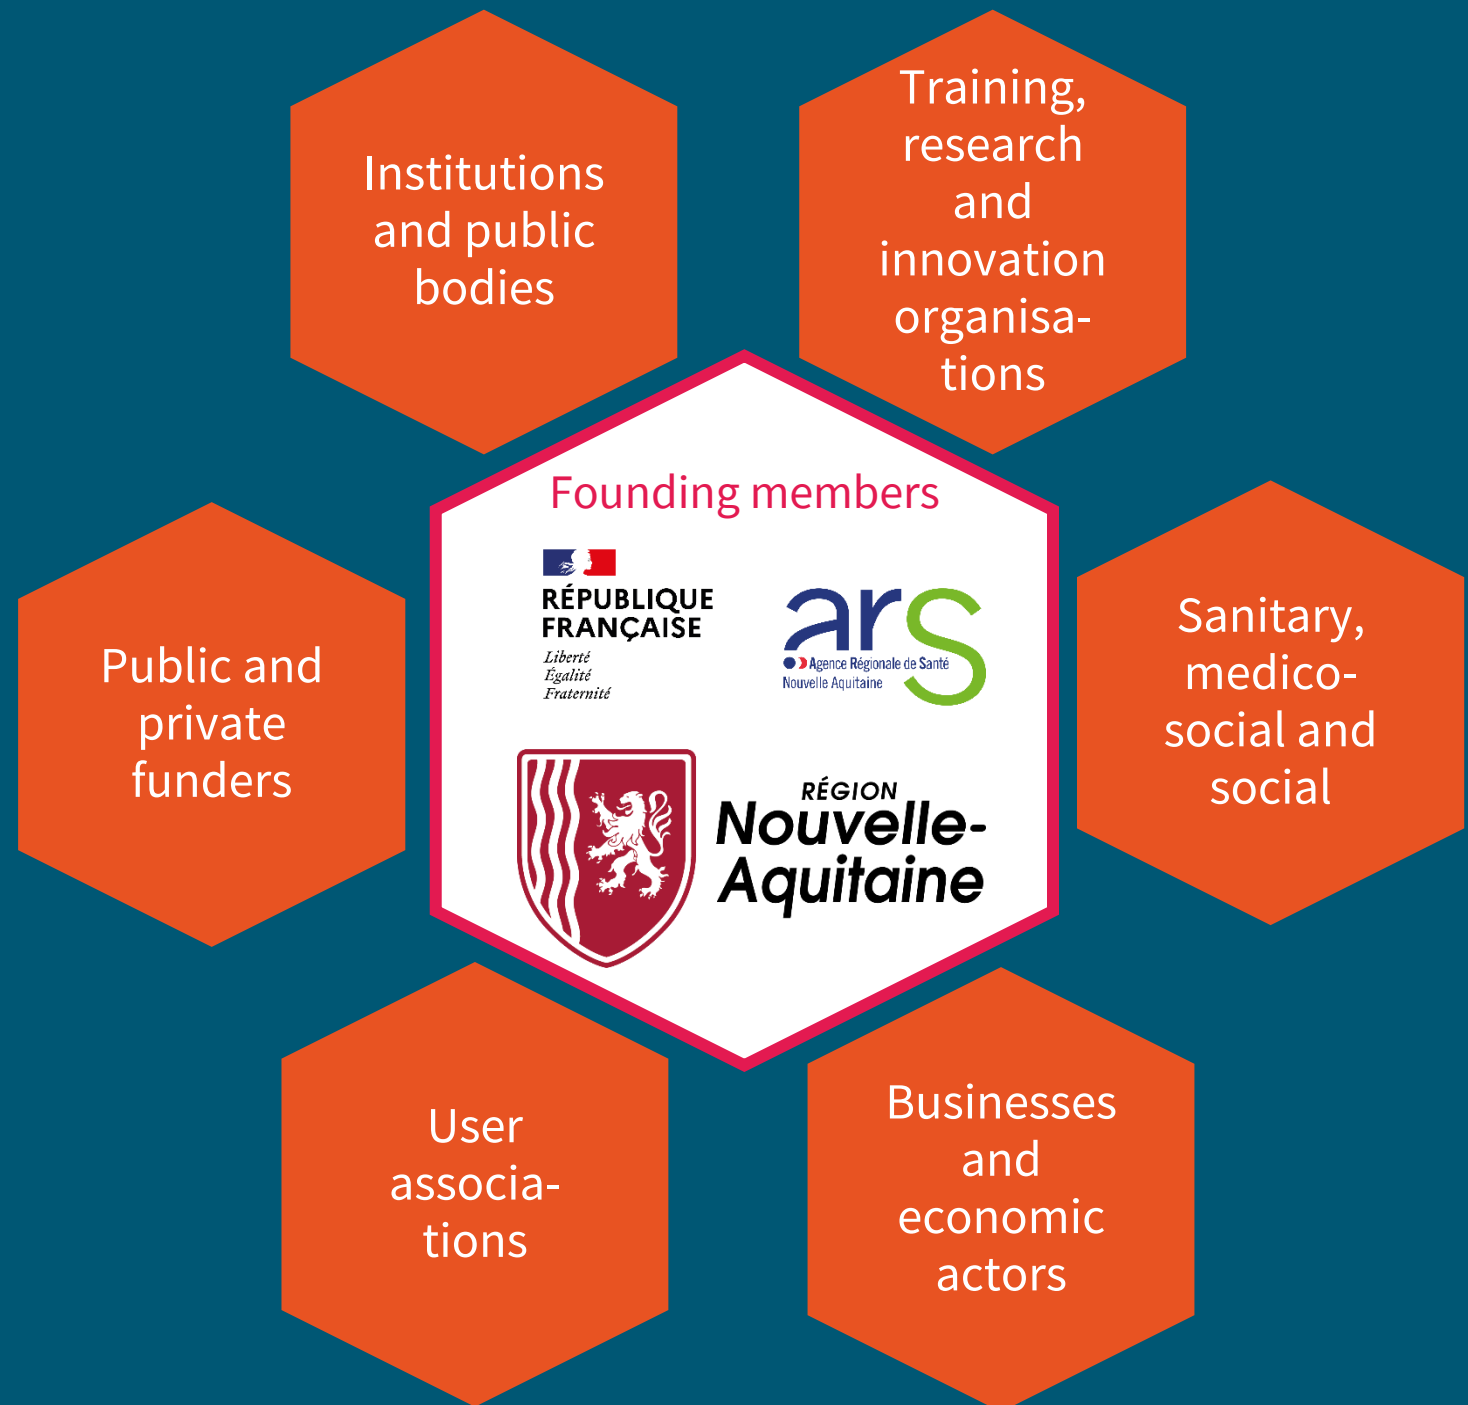 Institutions
and public
bodies
Training,
research
and
innovation
organisa-
tions
Founding members
RÉPUBLIQUE
FRANÇAISE
Liberté
Égalité
Fraternité
ars
Agence Régionale de Santé
Nouvelle Aquitaine
RÉGION
Nouvelle-
Aquitaine
Public and
private
funders
Sanitary,
medico-
social and
social
User
associa-
tions
Businesses
and
economic
actors